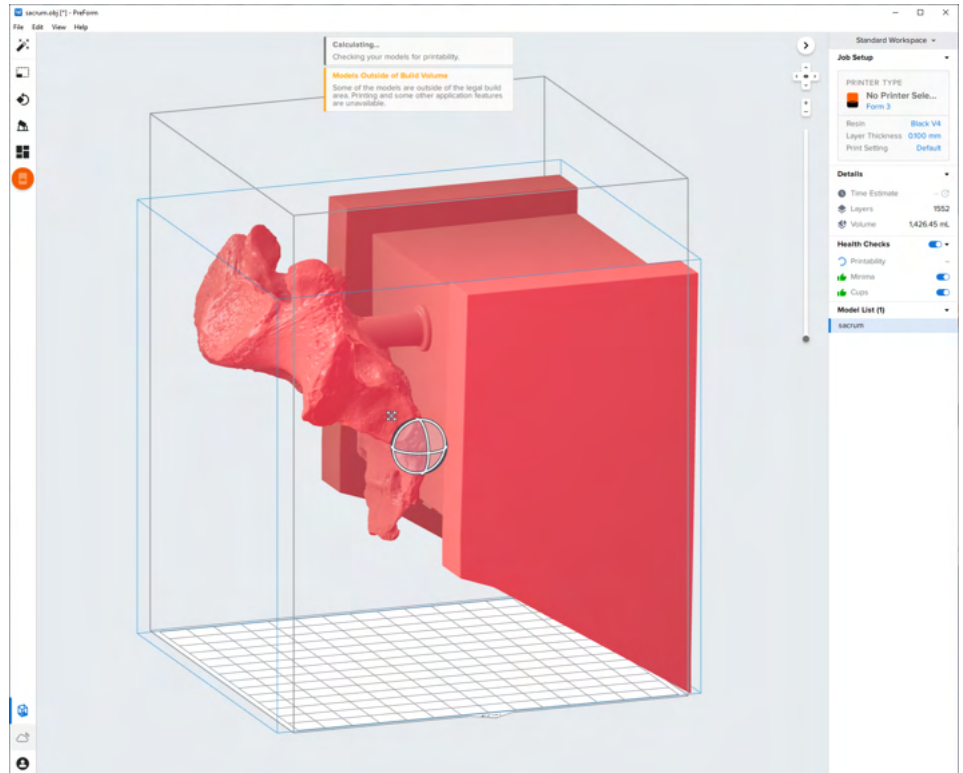 sacrum.obj [*] - PreForm
File Edit View Help
Calculating...
Checking your models for printability.
Models Outside of Build Volume
Some of the models are outside of the legal build
area. Printing and some other application features
are unavailable.
Standard Workspace
Job Setup
PRINTER TYPE
No Printer Sele...
Form 3
Resin Black V4
Layer Thickness 0.100 mm
Print Setting Default
Details
Time Estimate -
Layers 1552
Volume 1,426.45 mL
Health Checks
Printability -
Minima
Cups
Model List (1)
sacrum